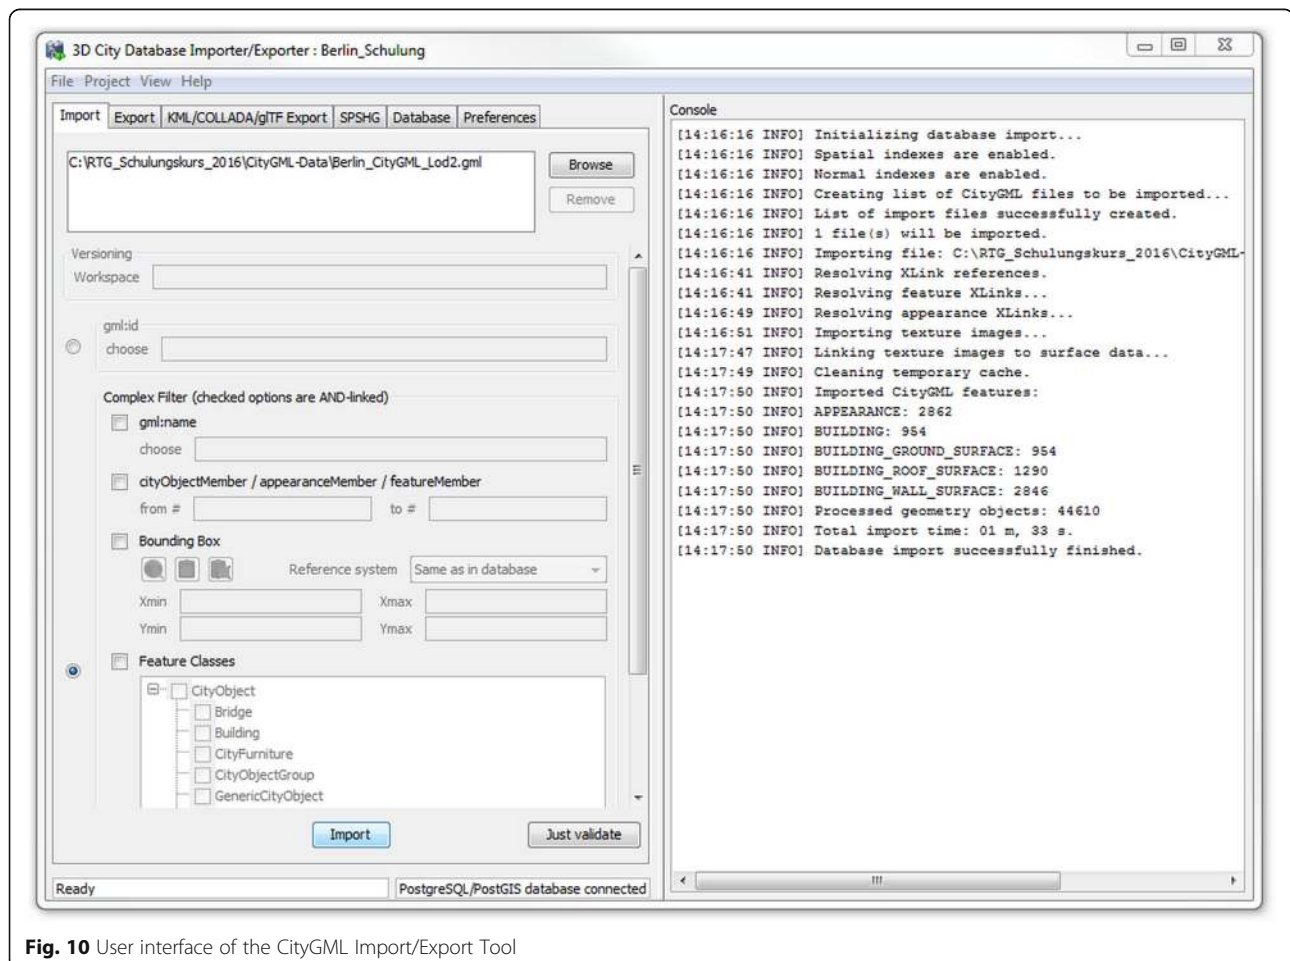 3D City Database Importer/Exporter : Berlin_Schulung
File Project View Help
Import Export KML/COLLADA/glTF Export SPSHG Database Preferences
C:\RTG_Schulungskurs_2016\CityGML-Data\Berlin_CityGML_Lod2.gml
Browse
Remove
Versioning
Workspace
gml:id
choose
Complex Filter (checked options are AND-linked)
gml:name
choose
cityObjectMember / appearanceMember / featureMember
from # to #
Bounding Box
Reference system Same as in database
Xmin Xmax
Ymin Ymax
Feature Classes
CityObject
Bridge
Building
CityFurniture
CityObjectGroup
GenericCityObject
Import Just validate
Ready PostgreSQL/PostGIS database connected
Console
[14:16:16 INFO] Initializing database import...
[14:16:16 INFO] Spatial indexes are enabled.
[14:16:16 INFO] Normal indexes are enabled.
[14:16:16 INFO] Creating list of CityGML files to be imported...
[14:16:16 INFO] List of import files successfully created.
[14:16:16 INFO] 1 file(s) will be imported.
[14:16:16 INFO] Importing file: C:\RTG_Schulungskurs_2016\CityGML-
[14:16:41 INFO] Resolving XLink references.
[14:16:41 INFO] Resolving feature XLinks...
[14:16:49 INFO] Resolving appearance XLinks...
[14:16:51 INFO] Importing texture images...
[14:17:47 INFO] Linking texture images to surface data...
[14:17:49 INFO] Cleaning temporary cache.
[14:17:50 INFO] Imported CityGML features:
[14:17:50 INFO] APPEARANCE: 2862
[14:17:50 INFO] BUILDING: 954
[14:17:50 INFO] BUILDING_GROUND_SURFACE: 954
[14:17:50 INFO] BUILDING_ROOF_SURFACE: 1290
[14:17:50 INFO] BUILDING_WALL_SURFACE: 2846
[14:17:50 INFO] Processed geometry objects: 44610
[14:17:50 INFO] Total import time: 01 m, 33 s.
[14:17:50 INFO] Database import successfully finished.
Fig. 10 User interface of the CityGML Import/Export Tool